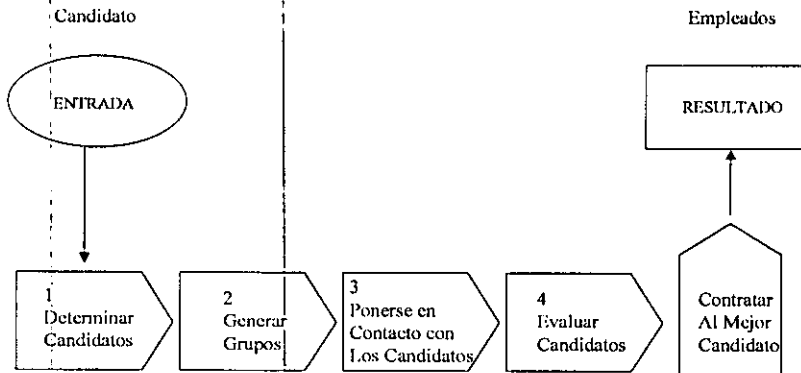 Candidato
Empleados
ENTRADA
RESULTADO
1
Determinar
Candidatos
2
Generar
Grupos
3
Ponerse en
Contacto con
Los Candidatos
4
Evaluar
Candidatos
Contratar
Al Mejor
Candidato